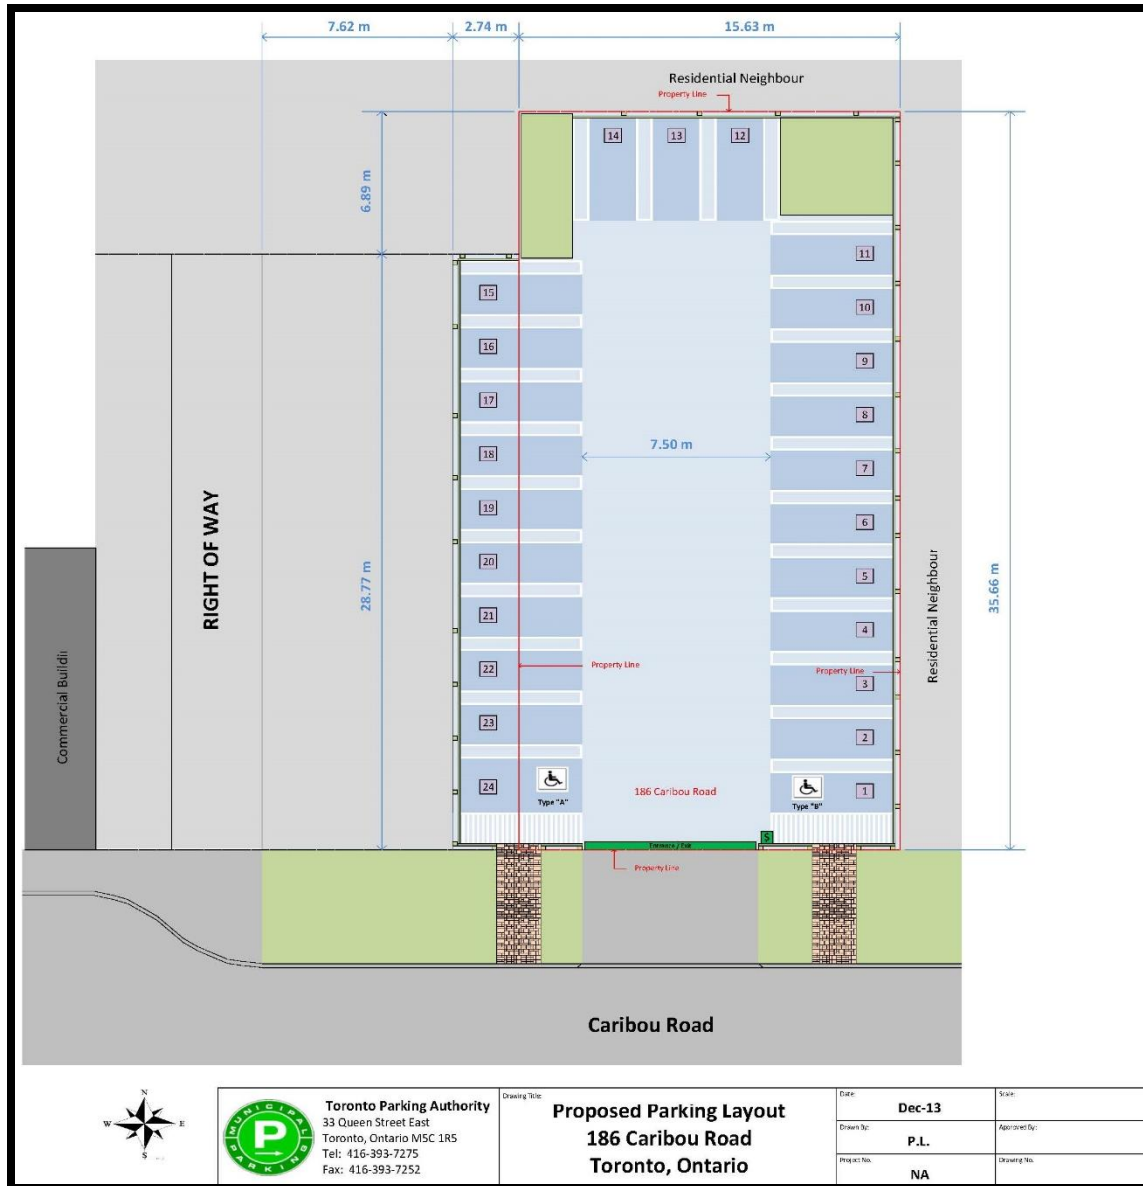 7.62 m
2.74 m
15.63 m
Residential Neighbour
Property Line
14
13
12
6.89 m
11
15
10
16
9
17
8
18
7.50 m
7
19
6
RIGHT OF WAY
20
5
28.77 m
35.66 m
Residential Neighbour
21
4
Commercial Buildii
22
Property Line
Property Line
3
23
2
24
Type "A"
186 Caribou Road
Type "B"
1
S
Entrance / Exit
Property Line
Caribou Road
N
W
E
S
MUNICIPAL
P
PARKING
Toronto Parking Authority
33 Queen Street East
Toronto, Ontario M5C 1R5
Tel: 416-393-7275
Fax: 416-393-7252
Drawing Title:
Proposed Parking Layout
186 Caribou Road
Toronto, Ontario
Date:
Dec-13
Scale:
Drawn By:
P.L.
Approved By:
Project No.
NA
Drawing No.